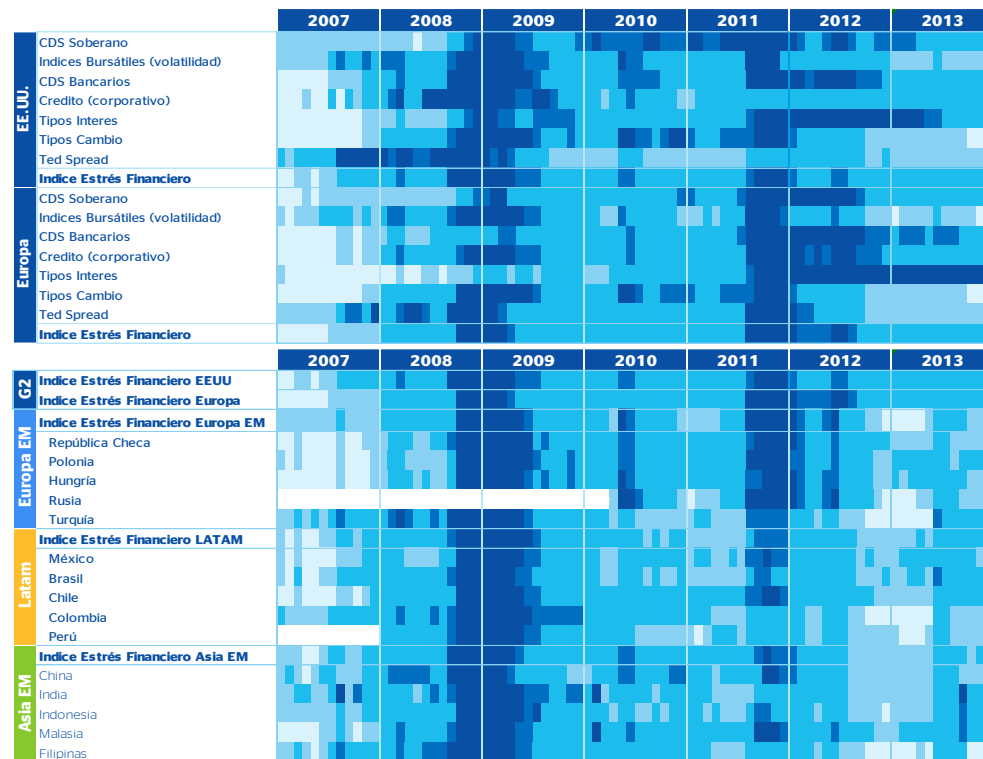 2007 2008 2009 2010 2011 2012 2013
EE.UU.
CDS Soberano
Indices Bursátiles (volatilidad)
CDS Bancarios
Credito (corporativo)
Tipos Interes
Tipos Cambio
Ted Spread
Indice Estrés Financiero
Europa
CDS Soberano
Indices Bursátiles (volatilidad)
CDS Bancarios
Credito (corporativo)
Tipos Interes
Tipos Cambio
Ted Spread
Indice Estrés Financiero
2007 2008 2009 2010 2011 2012 2013
G2
Indice Estrés Financiero EEUU
Indice Estrés Financiero Europa
Europa EM
Indice Estrés Financiero Europa EM
República Checa
Polonia
Hungría
Rusia
Turquía
Latam
Indice Estrés Financiero LATAM
México
Brasil
Chile
Colombia
Perú
Asia EM
Indice Estrés Financiero Asia EM
China
India
Indonesia
Malasia
Filipinas